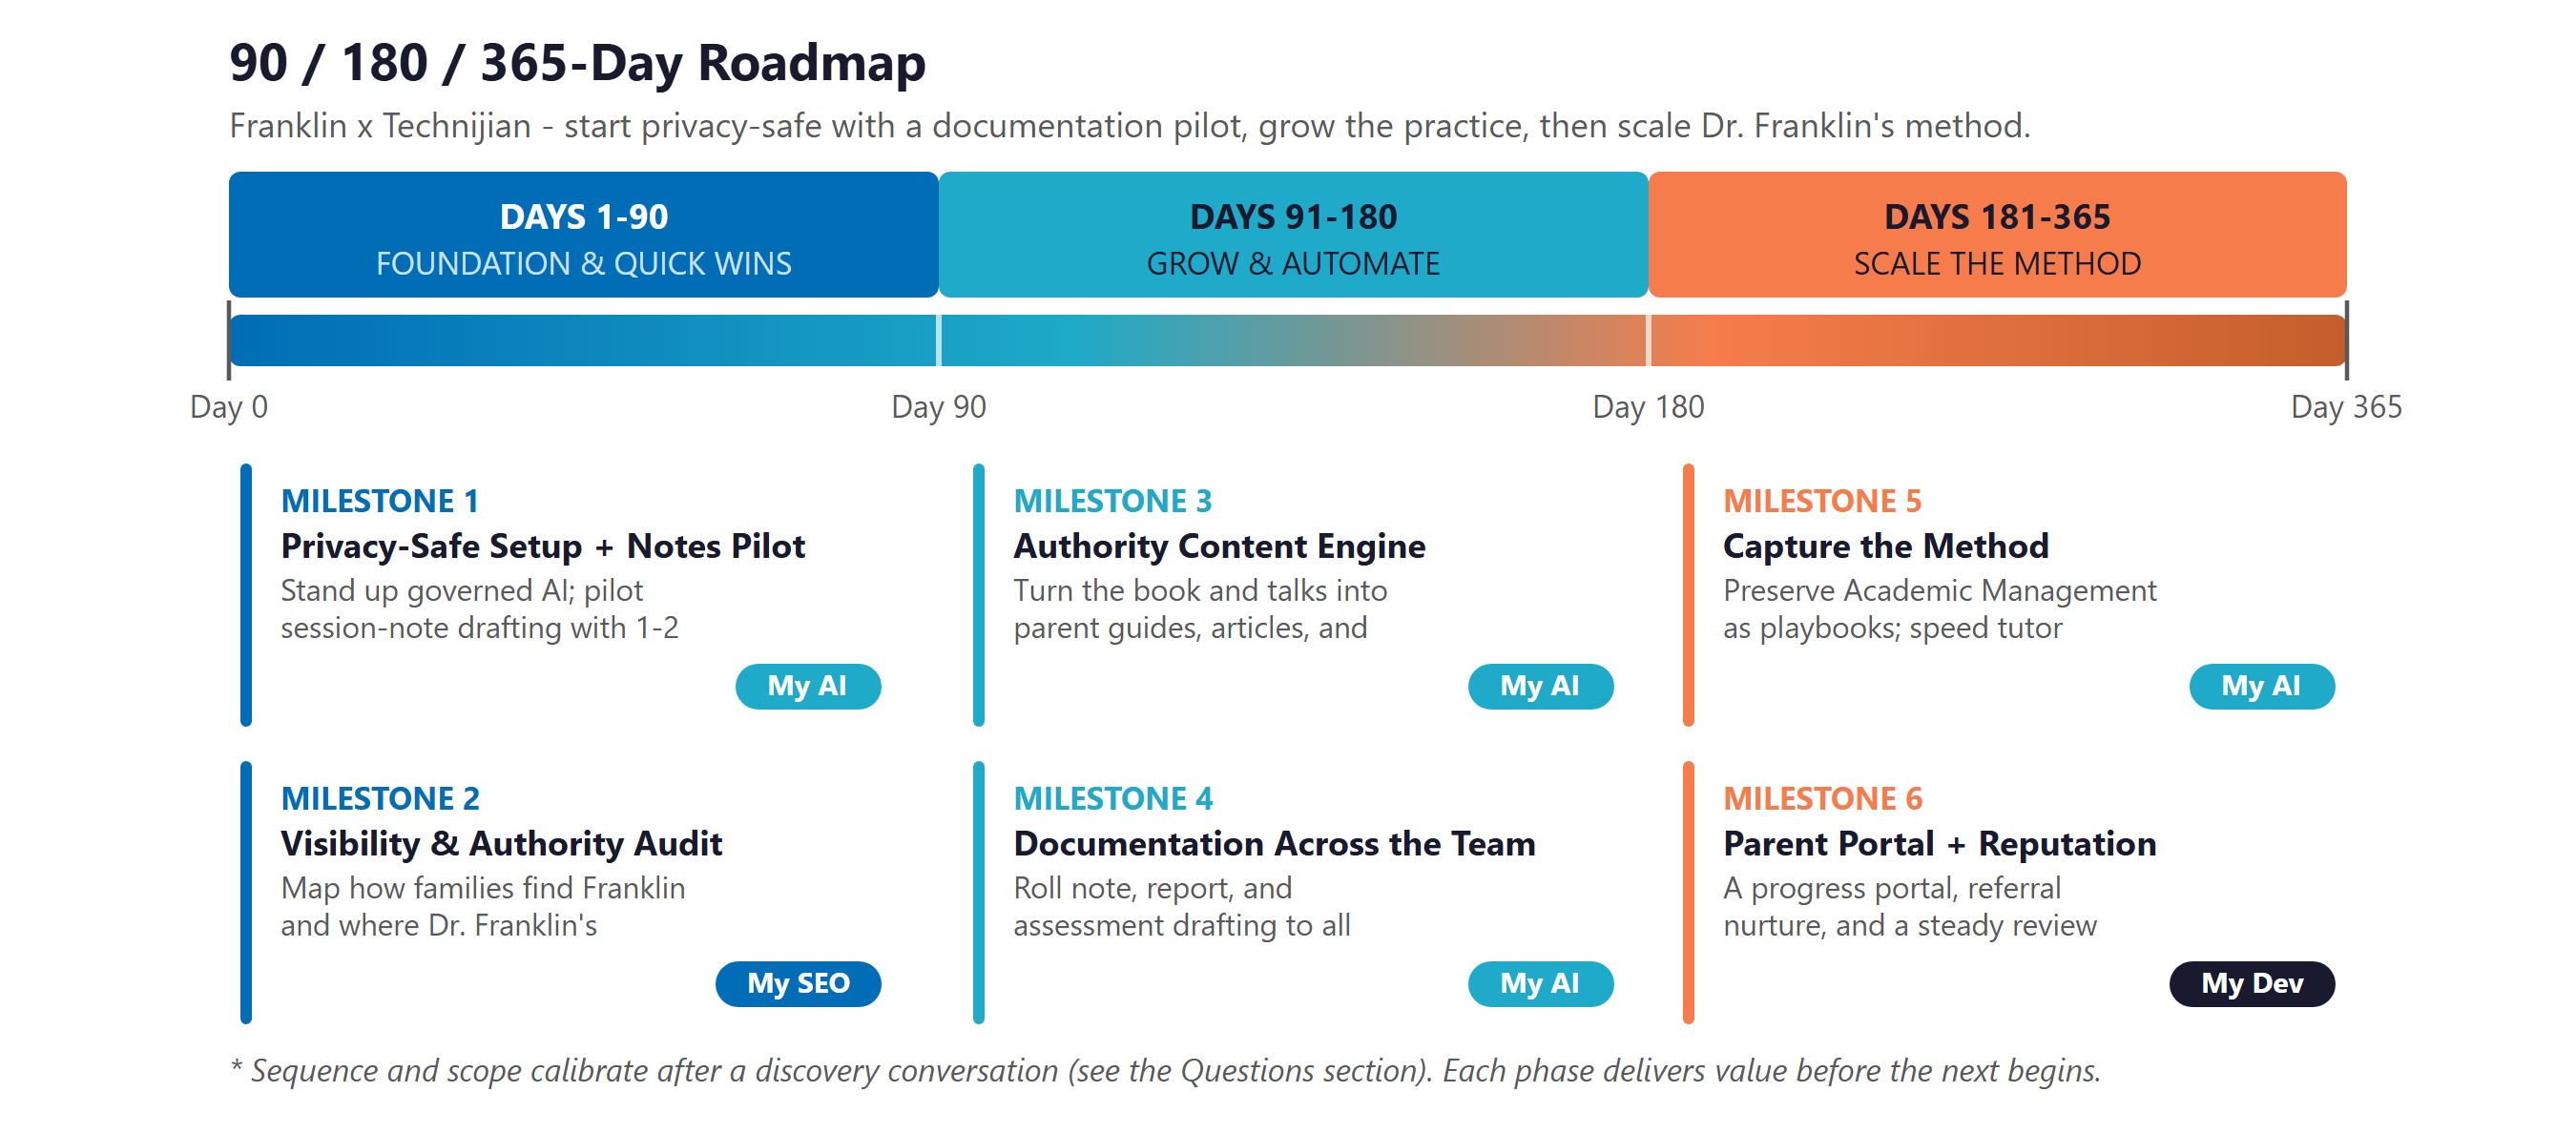 90 / 180 / 365-Day Roadmap
Franklin x Technijian - start privacy-safe with a documentation pilot, grow the practice, then scale Dr. Franklin's method.
DAYS 1-90
FOUNDATION & QUICK WINS
DAYS 91-180
GROW & AUTOMATE
DAYS 181-365
SCALE THE METHOD
Day 0
Day 90
Day 180
Day 365
MILESTONE 1
Privacy-Safe Setup + Notes Pilot
Stand up governed AI; pilot
session-note drafting with 1-2
My AI
MILESTONE 3
Authority Content Engine
Turn the book and talks into
parent guides, articles, and
My AI
MILESTONE 5
Capture the Method
Preserve Academic Management
as playbooks; speed tutor
My AI
MILESTONE 2
Visibility & Authority Audit
Map how families find Franklin
and where Dr. Franklin's
My SEO
MILESTONE 4
Documentation Across the Team
Roll note, report, and
assessment drafting to all
My AI
MILESTONE 6
Parent Portal + Reputation
A progress portal, referral
nurture, and a steady review
My Dev
* Sequence and scope calibrate after a discovery conversation (see the Questions section). Each phase delivers value before the next begins.